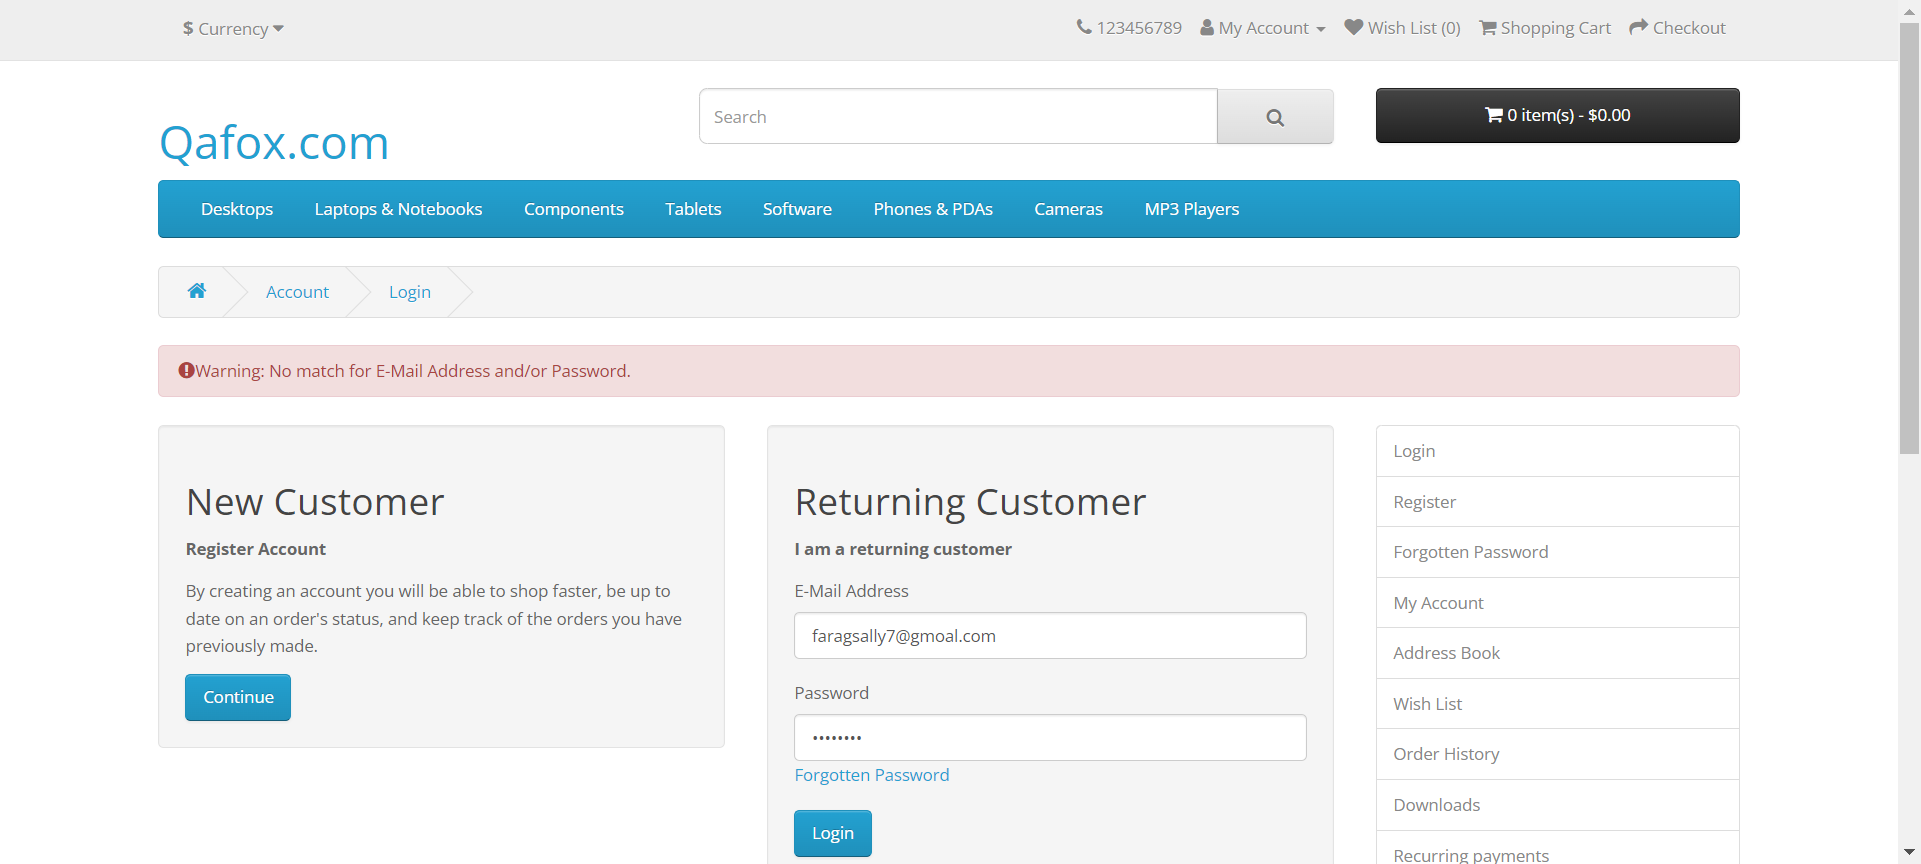 $ Currency
123456789 My Account Wish List (0) Shopping Cart Checkout
Qafox.com
Search
0 item(s) - $0.00
Desktops Laptops & Notebooks Components Tablets Software Phones & PDAs Cameras MP3 Players
Account Login
Warning: No match for E-Mail Address and/or Password.
New Customer
Register Account
By creating an account you will be able to shop faster, be up to
date on an order's status, and keep track of the orders you have
previously made.
Continue
Returning Customer
I am a returning customer
E-Mail Address
faragsally7@gmoal.com
Password
••••••••
Forgotten Password
Login
Login
Register
Forgotten Password
My Account
Address Book
Wish List
Order History
Downloads
Recurring payments